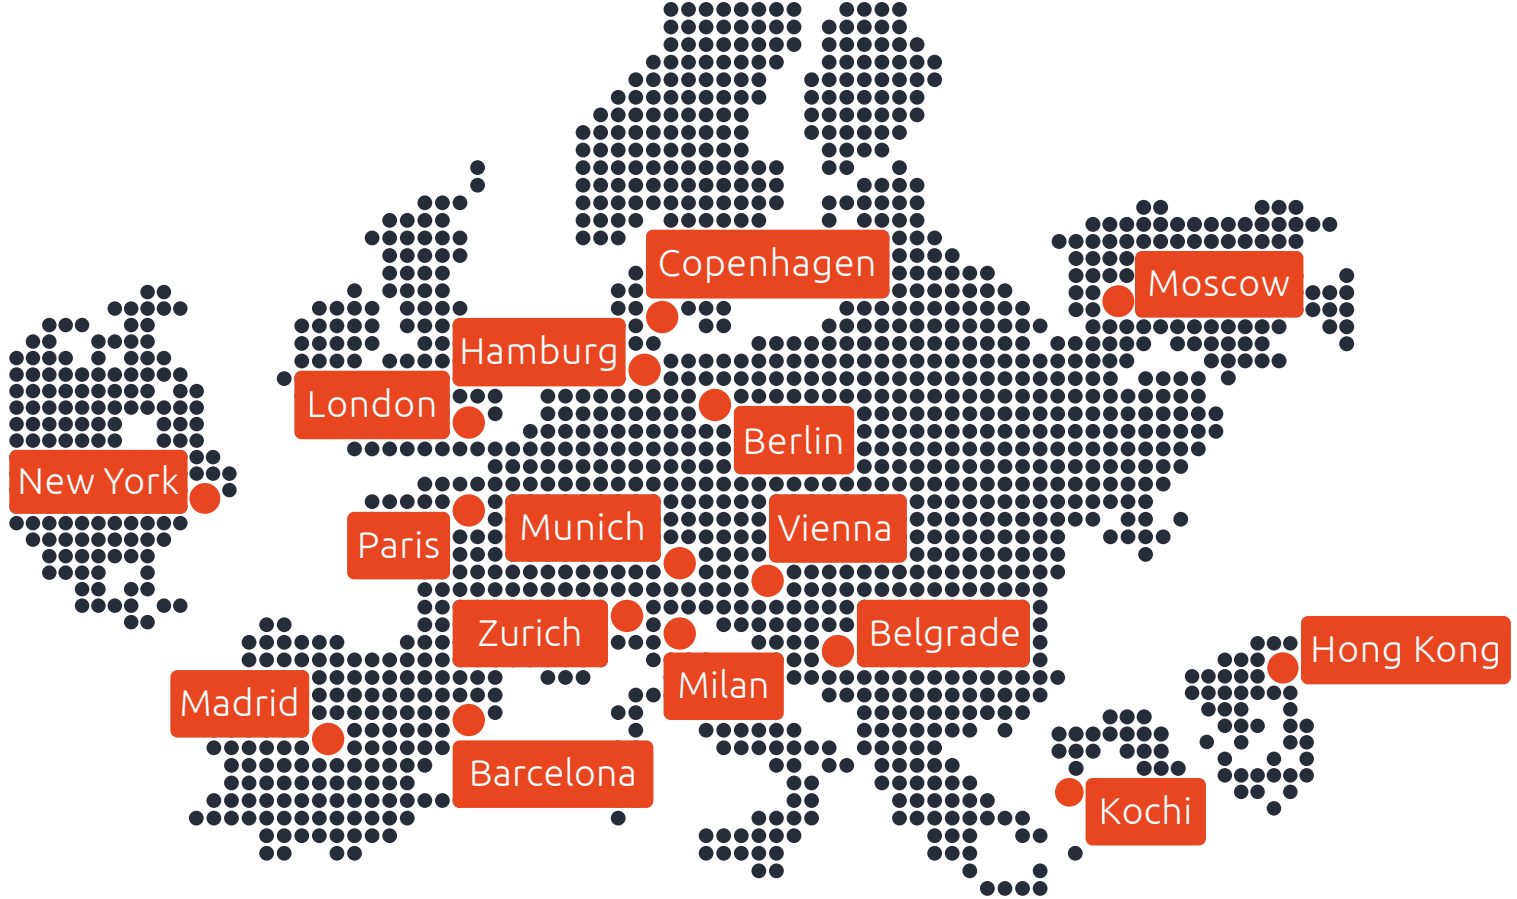 Copenhagen
Moscow
Hamburg
London
Berlin
New York
Paris
Munich
Vienna
Zurich
Belgrade
Hong Kong
Milan
Madrid
Barcelona
Kochi